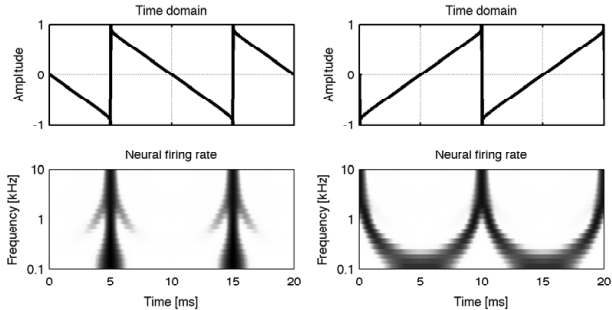 Time domain
Amplitude
1
0
-1
Time domain
Amplitude
1
0
-1
Neural firing rate
Frequency [kHz]
10
1
0.1
0 5 10 15 20
Time [ms]
Neural firing rate
Frequency [kHz]
10
1
0.1
0 5 10 15 20
Time [ms]